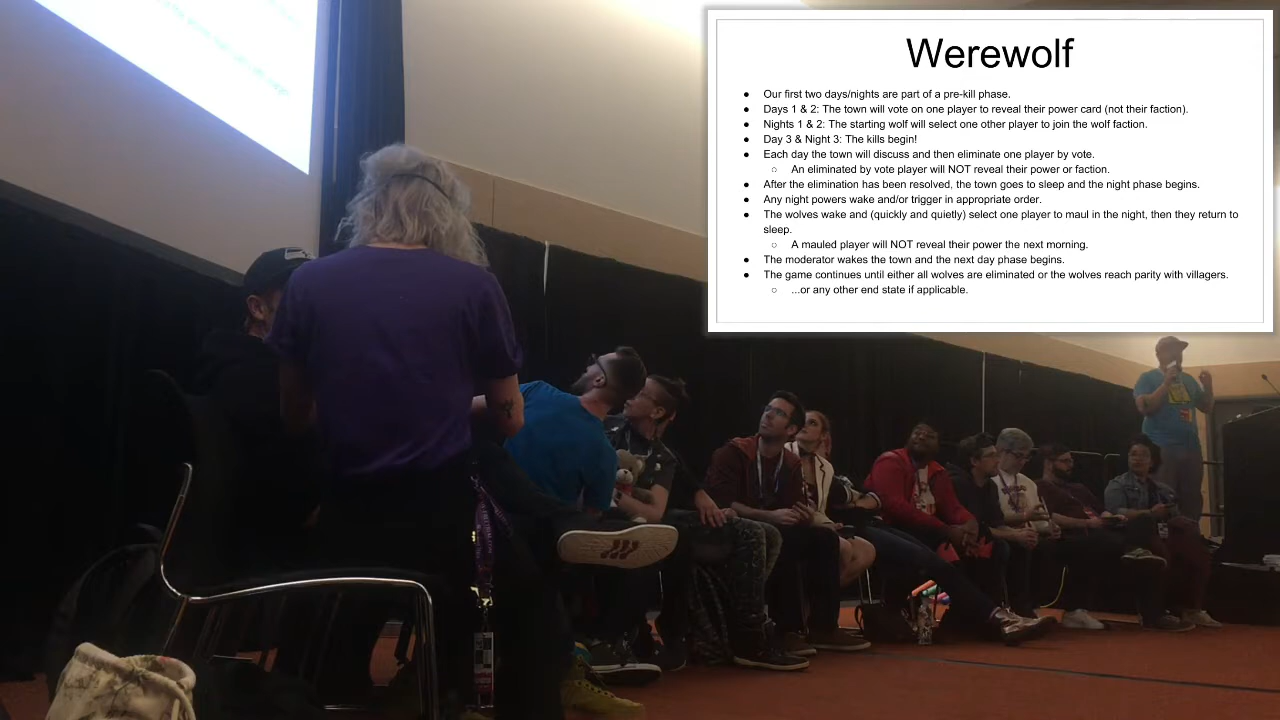 Werewolf
● Our first two days/nights are part of a pre-kill phase.
● Days 1 & 2: The town will vote on one player to reveal their power card (not their faction).
● Nights 1 & 2: The starting wolf will select one other player to join the wolf faction.
● Day 3 & Night 3: The kills begin!
● Each day the town will discuss and then eliminate one player by vote.
○ An eliminated by vote player will NOT reveal their power or faction.
● After the elimination has been resolved, the town goes to sleep and the night phase begins.
● Any night powers wake and/or trigger in appropriate order.
● The wolves wake and (quickly and quietly) select one player to maul in the night, then they return to
sleep.
○ A mauled player will NOT reveal their power the next morning.
● The moderator wakes the town and the next day phase begins.
● The game continues until either all wolves are eliminated or the wolves reach parity with villagers.
○ ...or any other end state if applicable.